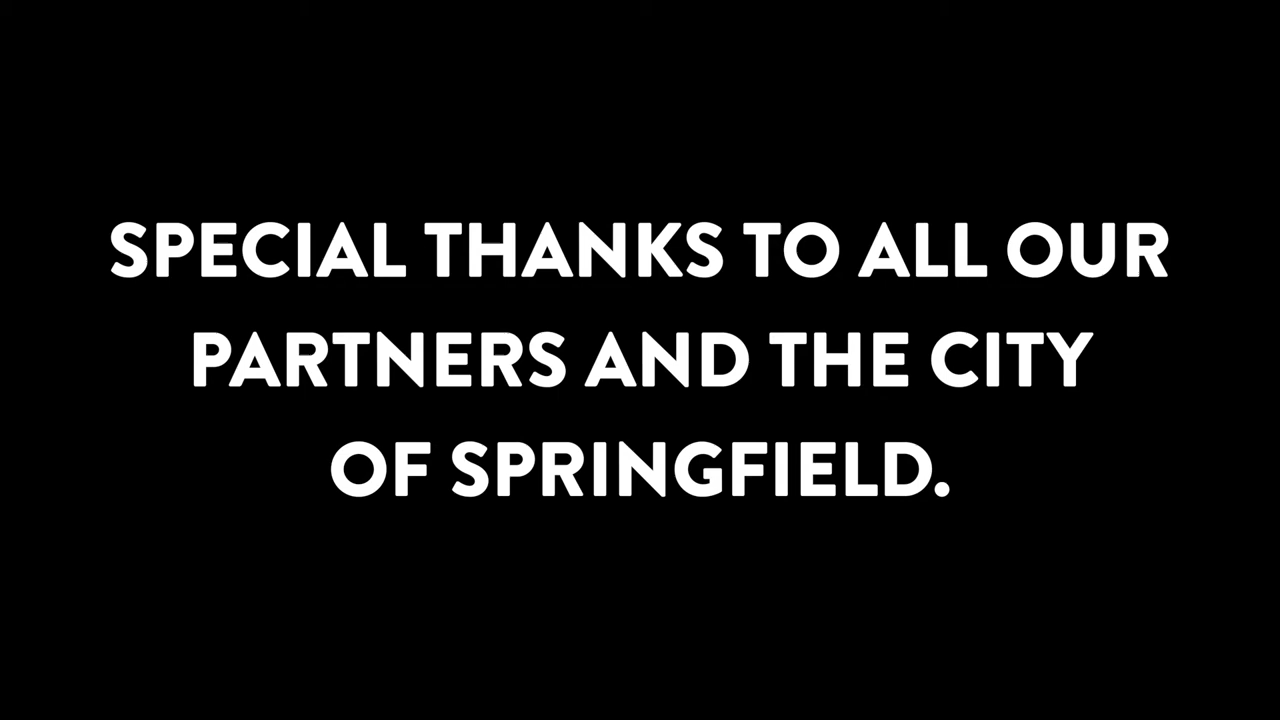 SPECIAL THANKS TO ALL OUR
PARTNERS AND THE CITY
OF SPRINGFIELD.